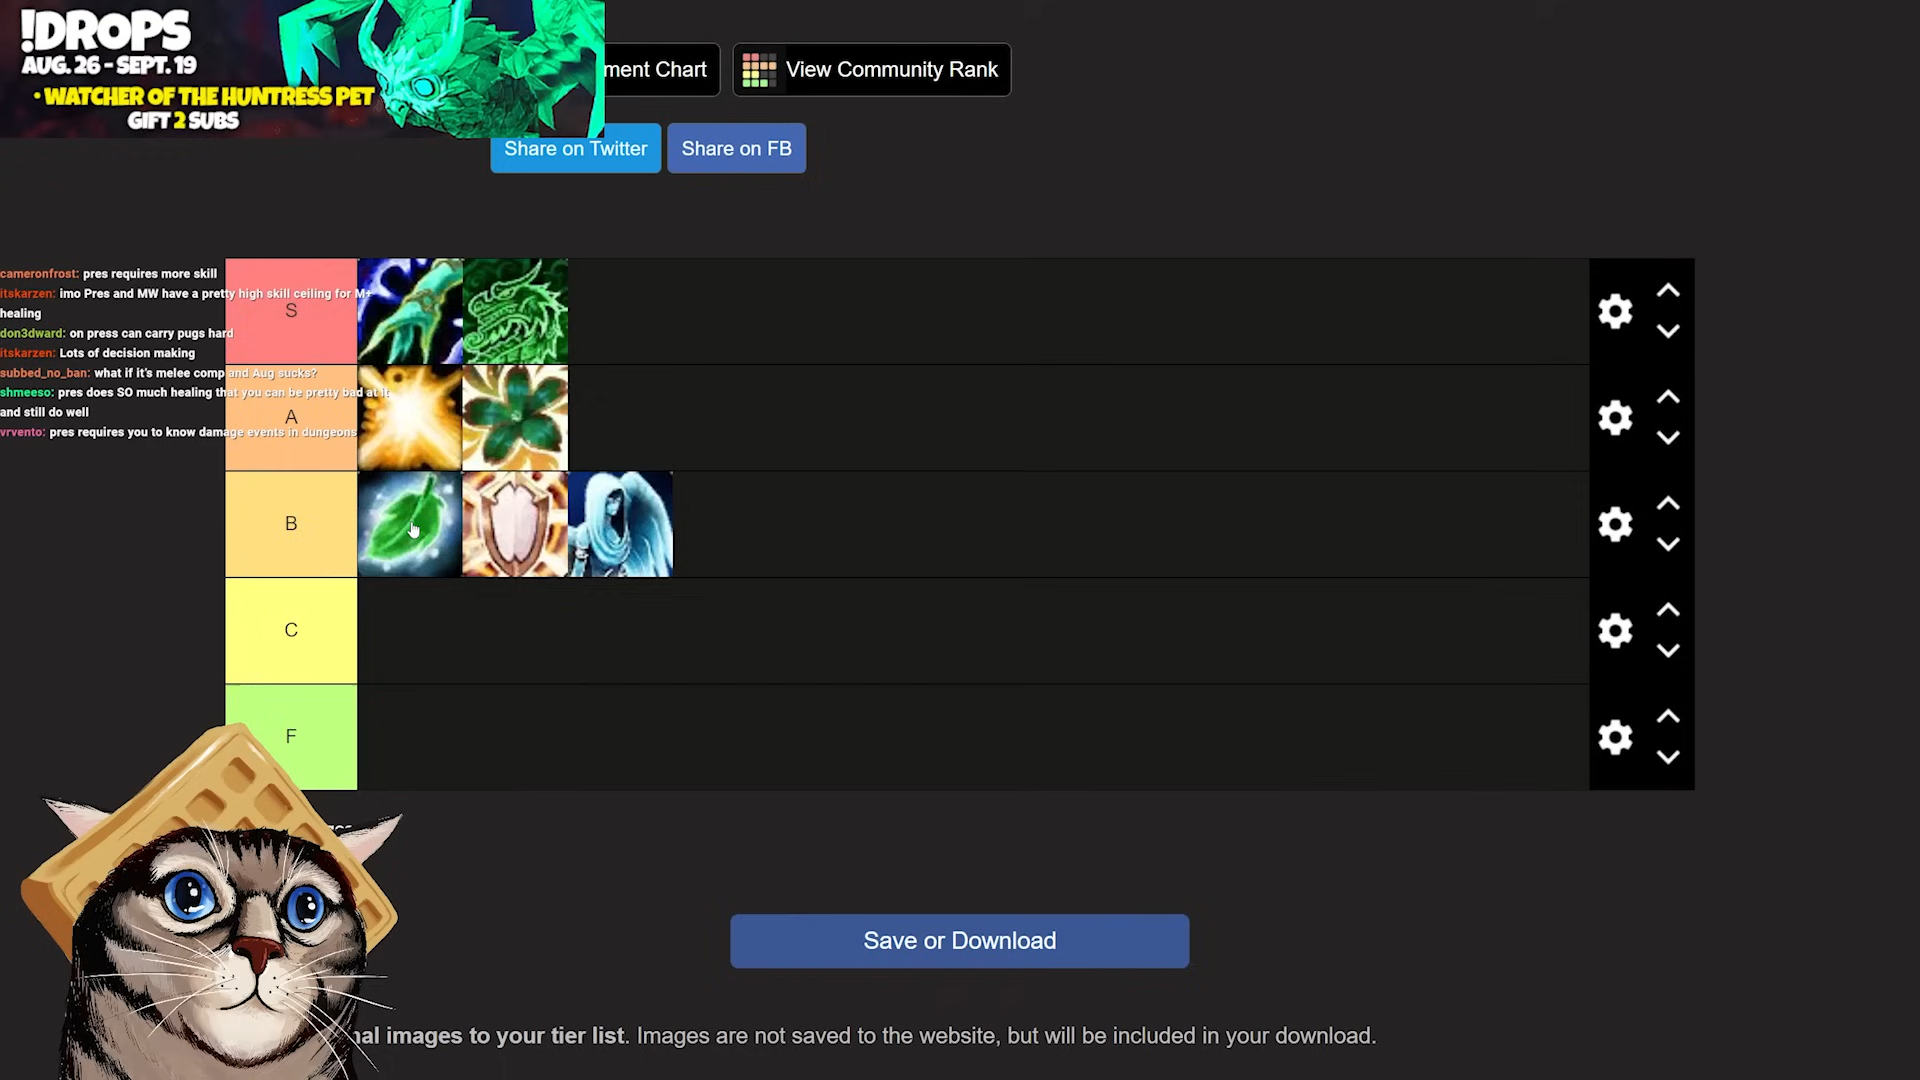 !DROPS
AUG. 26 - SEPT. 19
• WATCHER OF THE HUNTRESS PET
GIFT 2 SUBS
ment Chart
View Community Rank
Share on Twitter
Share on FB
cameronfrost: pres requires more skill
itskarzen: imo Pres and MW have a pretty high skill ceiling for M+
healing
don3dward: on press can carry pugs hard
itskarzen: Lots of decision making
subbed_no_ban: what if it's melee comp and Aug sucks?
shmeeso: pres does SO much healing that you can be pretty bad at it
and still do well
vrvento: pres requires you to know damage events in dungeons
S
A
B
C
F
Save or Download
nal images to your tier list. Images are not saved to the website, but will be included in your download.